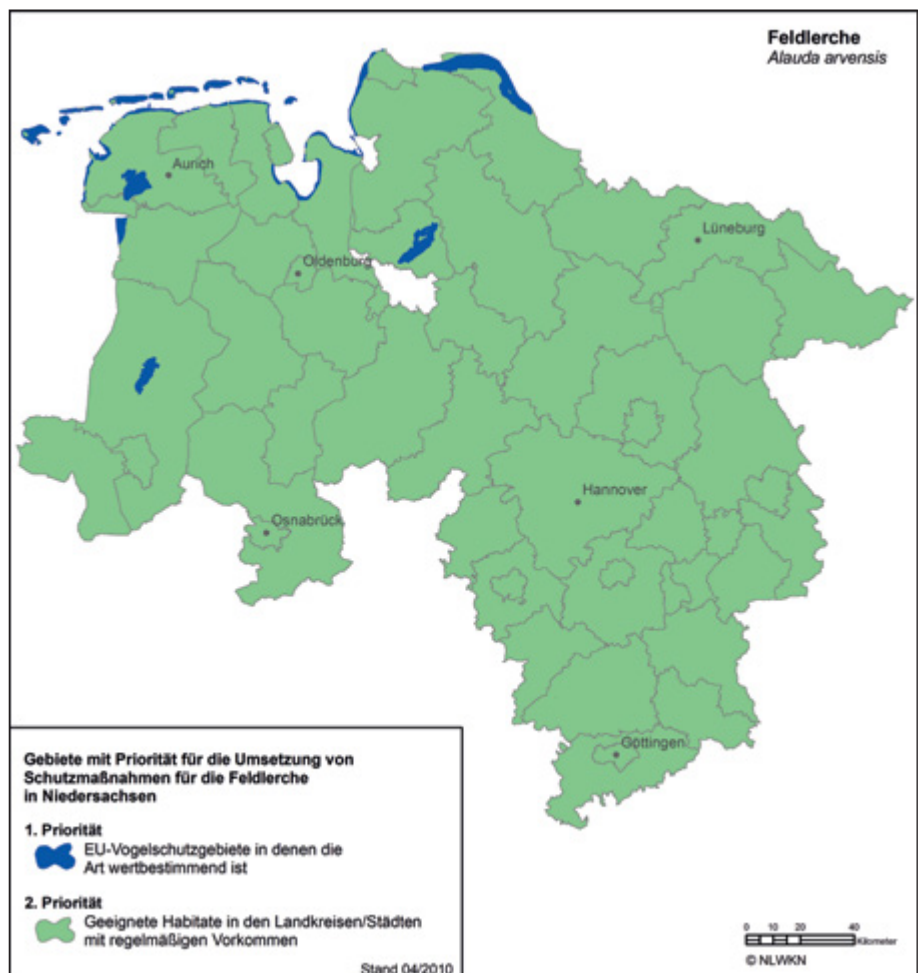 Feldlerche
Alauda arvensis
Aurich
Lüneburg
Oldenburg
Hannover
Osnabrück
Göttingen
Gebiete mit Priorität für die Umsetzung von
Schutzmaßnahmen für die Feldlerche
in Niedersachsen
1. Priorität
EU-Vogelschutzgebiete in denen die
Art wertbestimmend ist
2. Priorität
Geeignete Habitate in den Landkreisen/Städten
mit regelmäßigen Vorkommen
Stand 04/2010
0 10 20 40
Kilometer
© NLWKN